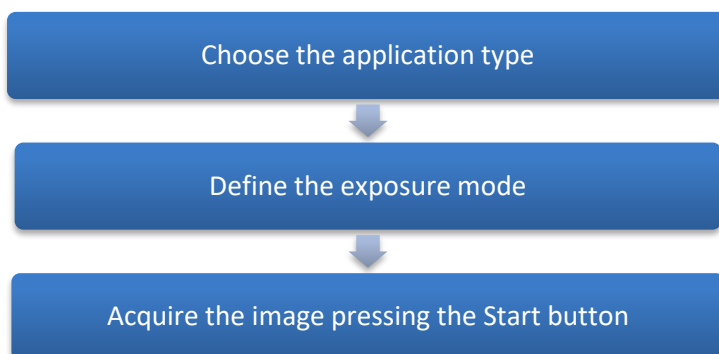 Choose the application type
Define the exposure mode
Acquire the image pressing the Start button